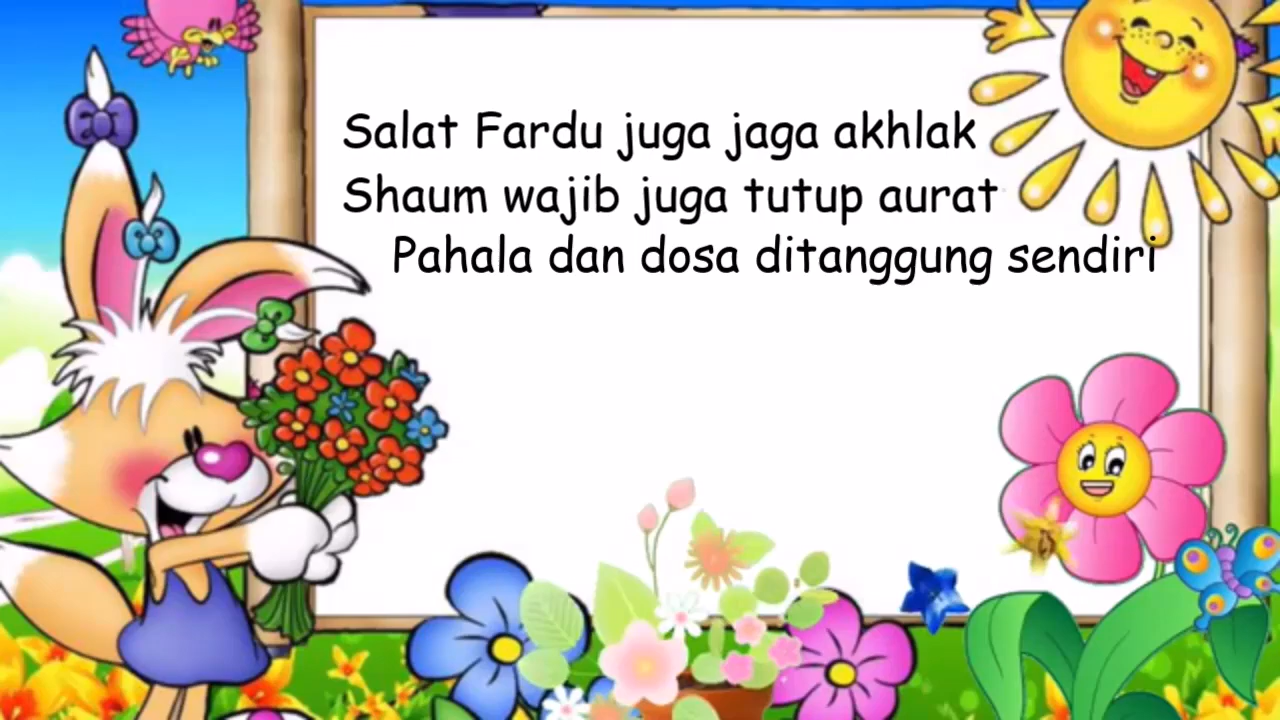 Salat Fardu juga jaga akhlak
Shaum wajib juga tutup aurat
Pahala dan dosa ditanggung sendiri